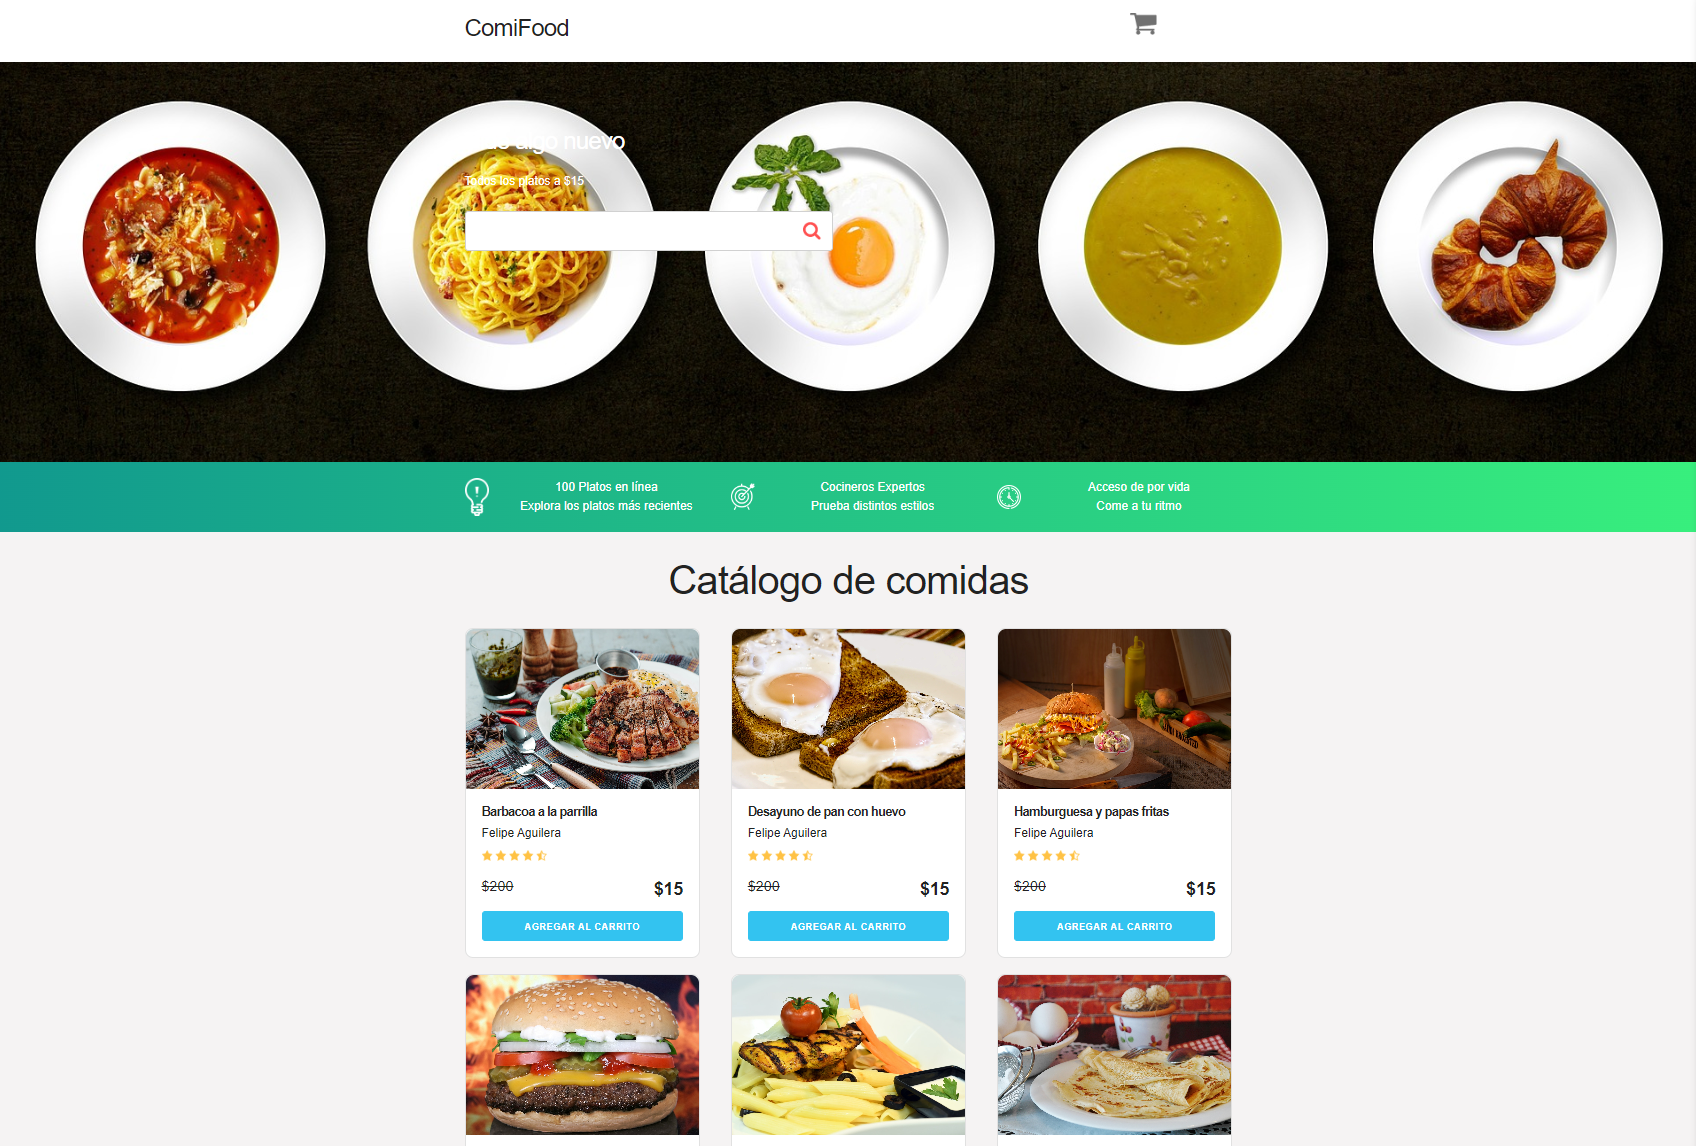 ComiFood
algo nuevo
Todos los platos a $15
100 Platos en línea
Explora los platos más recientes
Cocineros Expertos
Prueba distintos estilos
Acceso de por vida
Come a tu ritmo
Catálogo de comidas
Barbacoa a la parrilla
Felipe Aguilera
$200 $15
AGREGAR AL CARRITO
Desayuno de pan con huevo
Felipe Aguilera
$200 $15
AGREGAR AL CARRITO
Hamburguesa y papas fritas
Felipe Aguilera
$200 $15
AGREGAR AL CARRITO